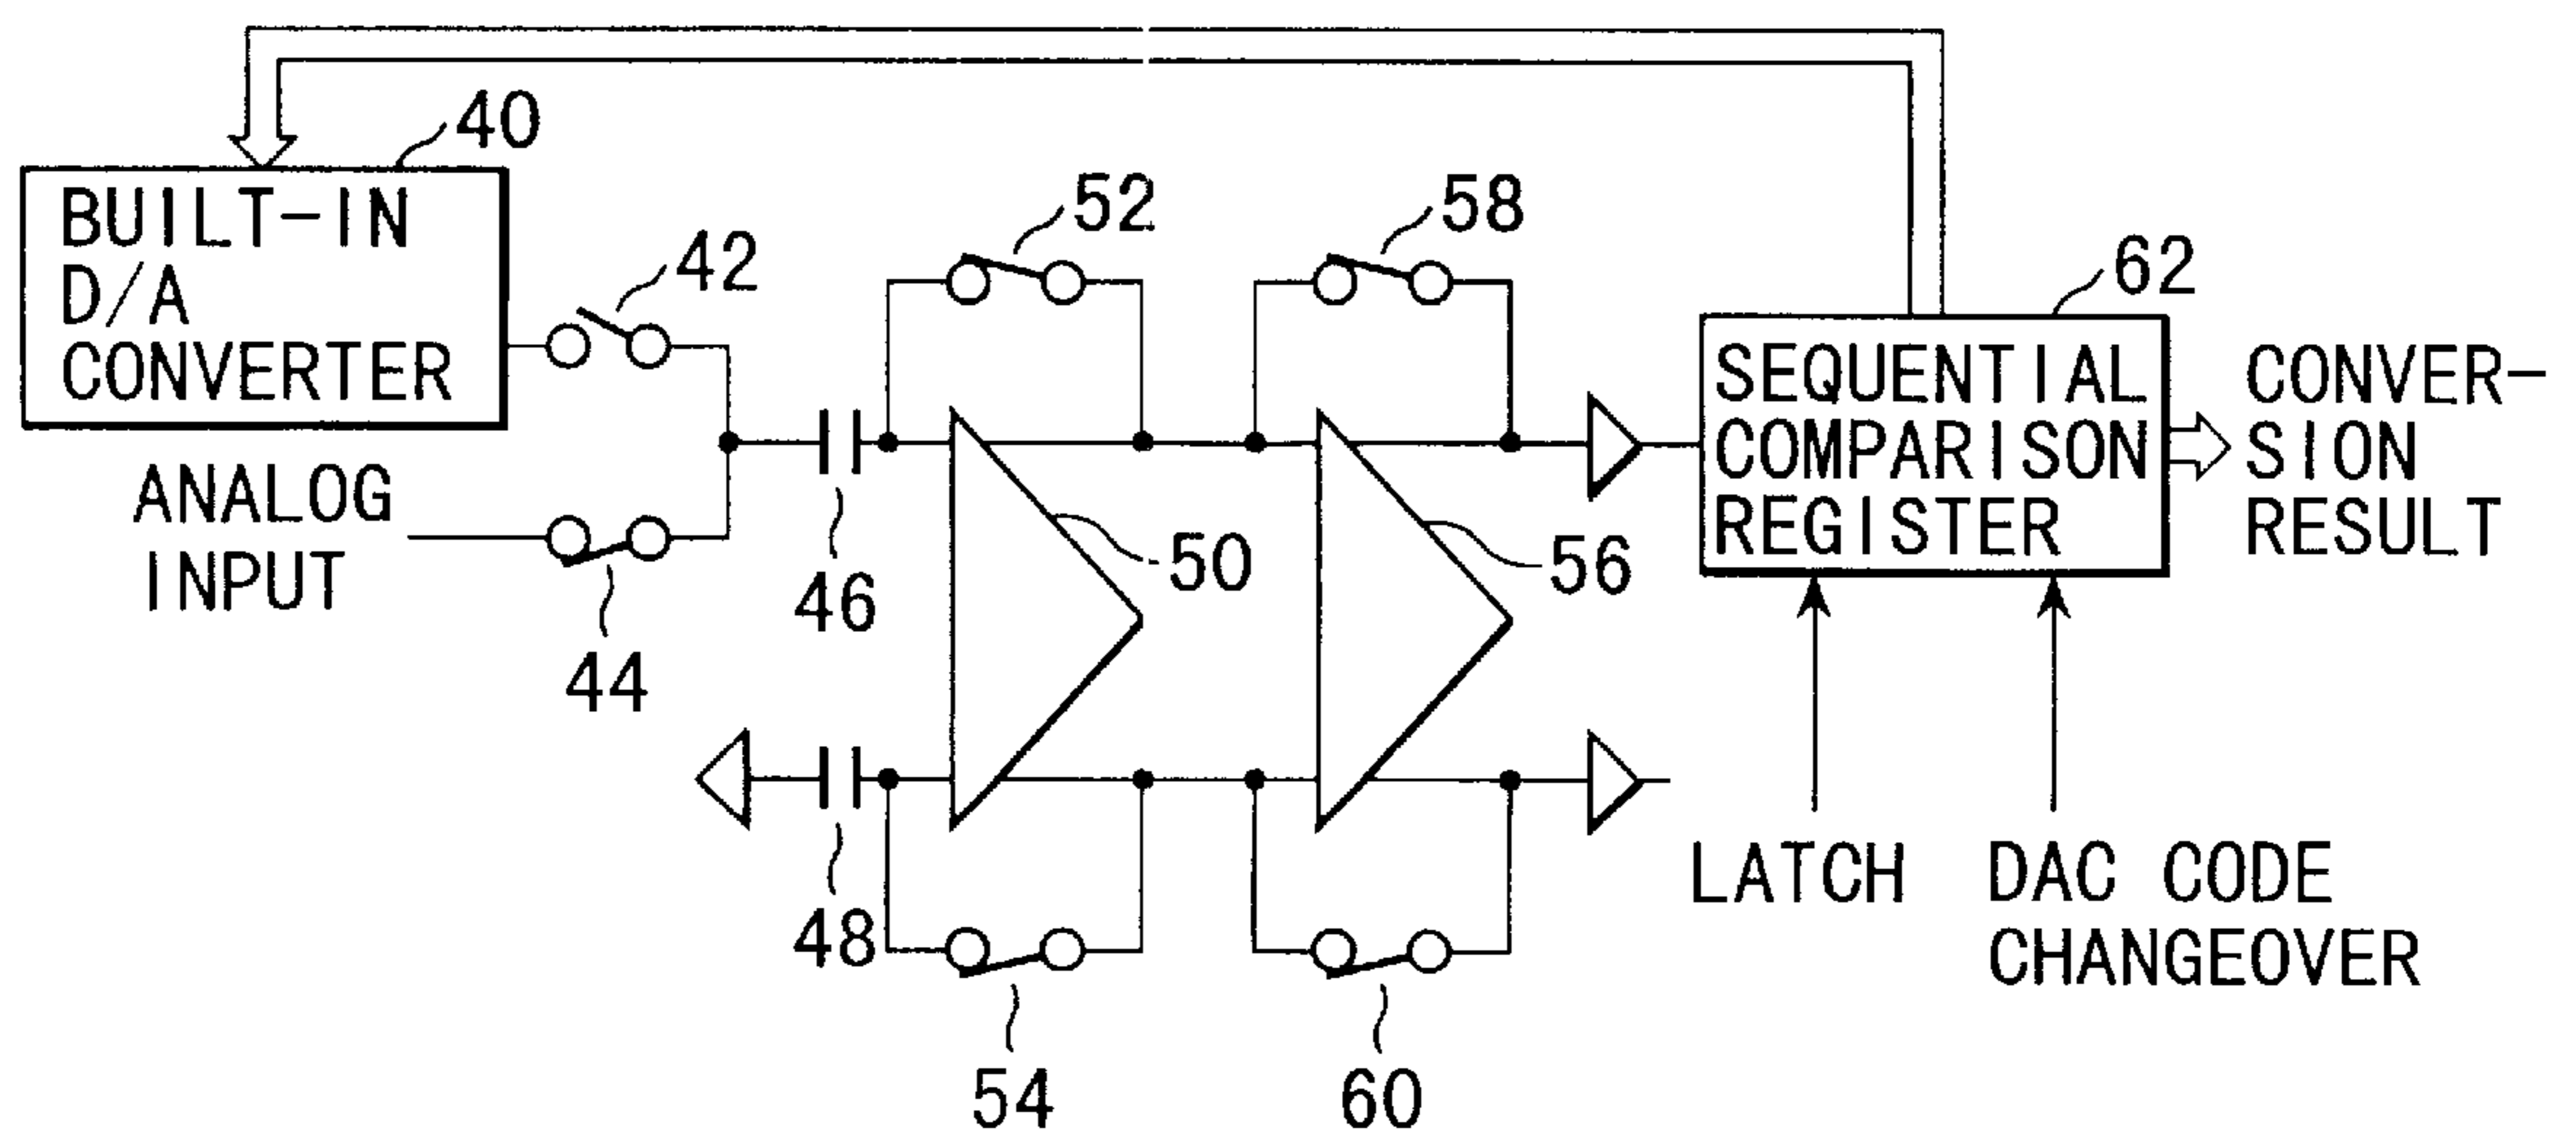 40
BUILT-IN
D/A
CONVERTER
42
52
58
62
SEQUENTIAL
COMPARISON
REGISTER
CONVER-
SION
RESULT
ANALOG
INPUT
44
46
50
56
48
54
60
LATCH
DAC CODE
CHANGEOVER